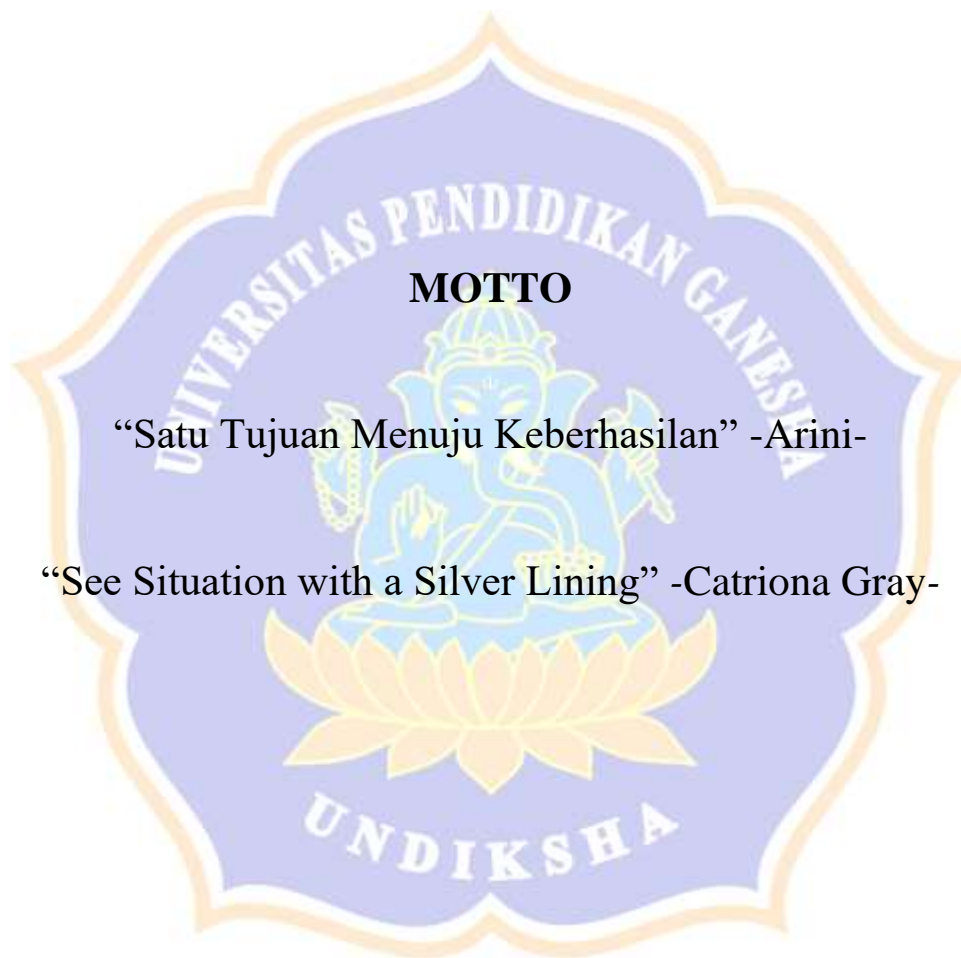 UNIVERSITAS PENDIDIKAN GANESHA
MOTTO
“Satu Tujuan Menuju Keberhasilan” -Arini-
“See Situation with a Silver Lining” -Catriona Gray-
UNDIKSHA